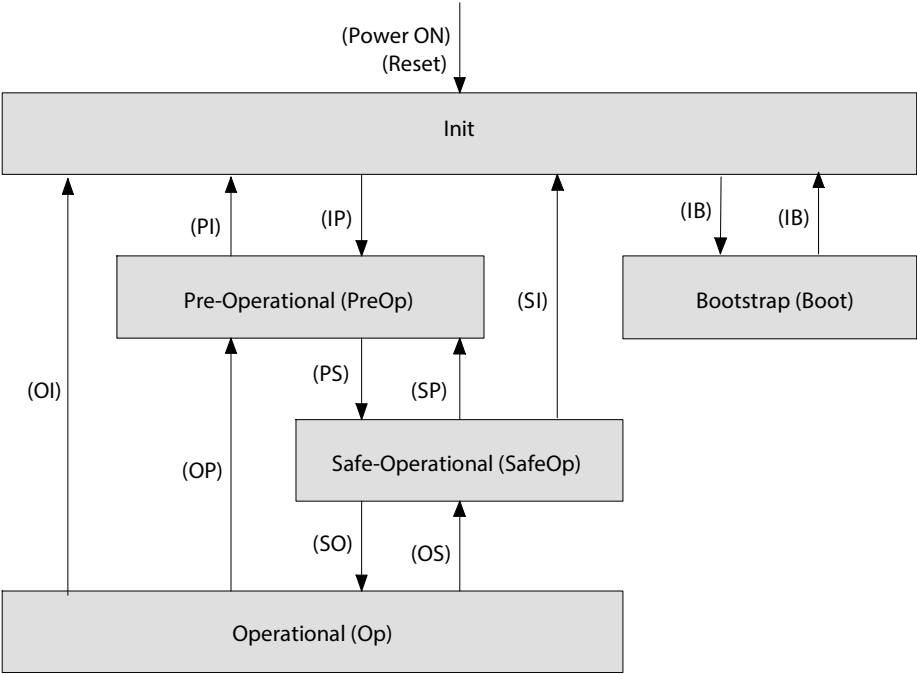 (Power ON)
(Reset)
Init
(PI)
(IP)
(IB)
(IB)
Pre-Operational (PreOp)
(SI)
Bootstrap (Boot)
(OI)
(PS)
(SP)
Safe-Operational (SafeOp)
(OP)
(SO)
(OS)
Operational (Op)